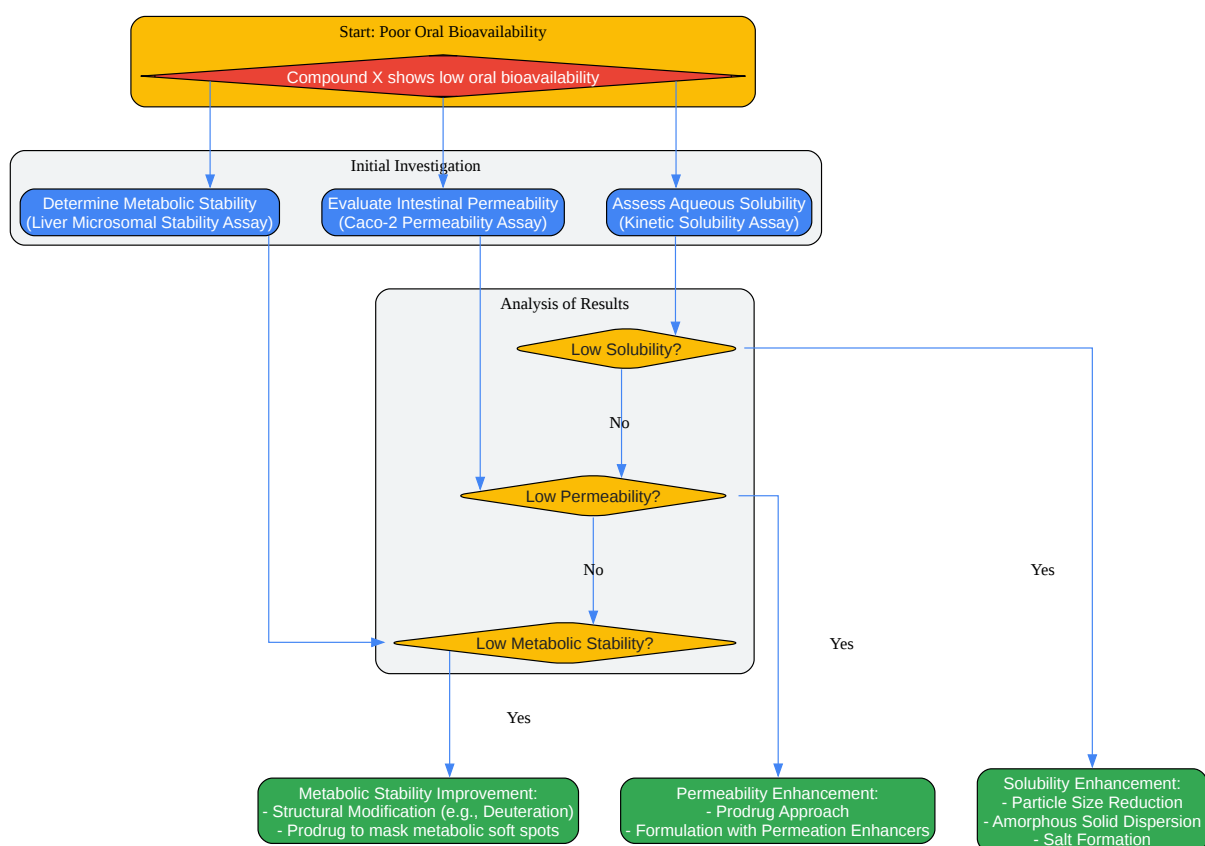 Start: Poor Oral Bioavailability
Compound X shows low oral bioavailability
Initial Investigation
Determine Metabolic Stability
(Liver Microsomal Stability Assay)
Evaluate Intestinal Permeability
(Caco-2 Permeability Assay)
Assess Aqueous Solubility
(Kinetic Solubility Assay)
Analysis of Results
Low Solubility?
No
Low Permeability?
No
Yes
Low Metabolic Stability?
Yes
Yes
Metabolic Stability Improvement:
- Structural Modification (e.g., Deuteration)
- Prodrug to mask metabolic soft spots
Permeability Enhancement:
- Prodrug Approach
- Formulation with Permeation Enhancers
Solubility Enhancement:
- Particle Size Reduction
- Amorphous Solid Dispersion
- Salt Formation